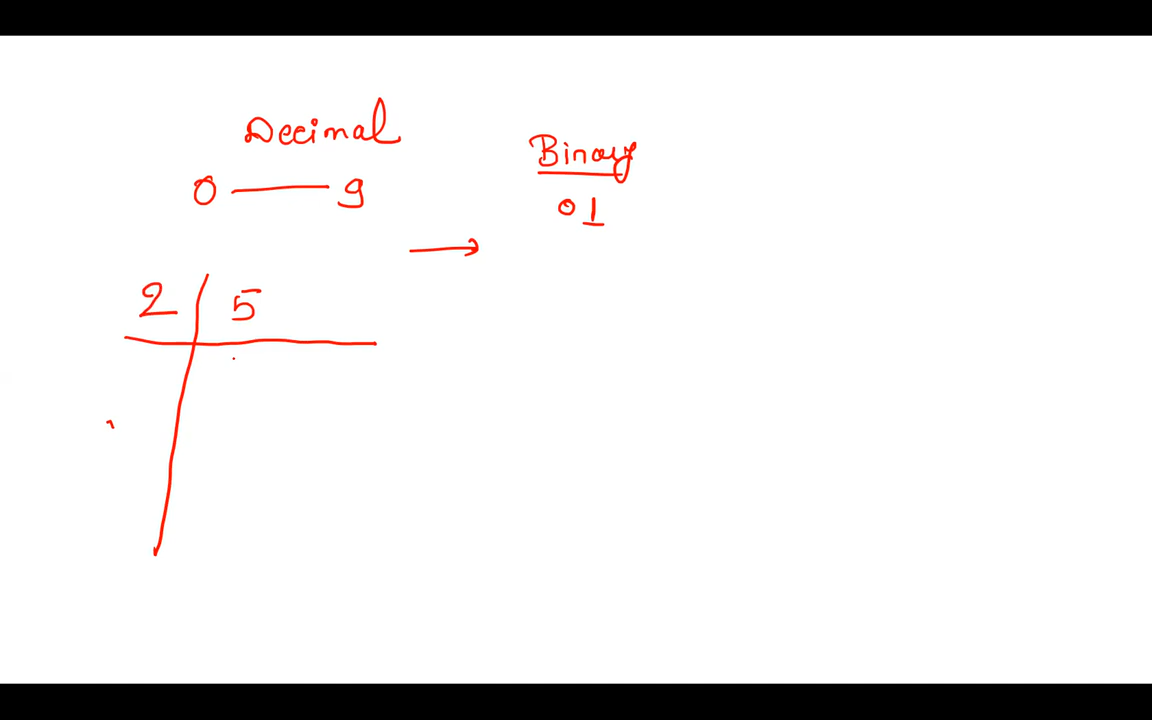 Decimal
0 — 9
Binary
0 1
→
2 | 5